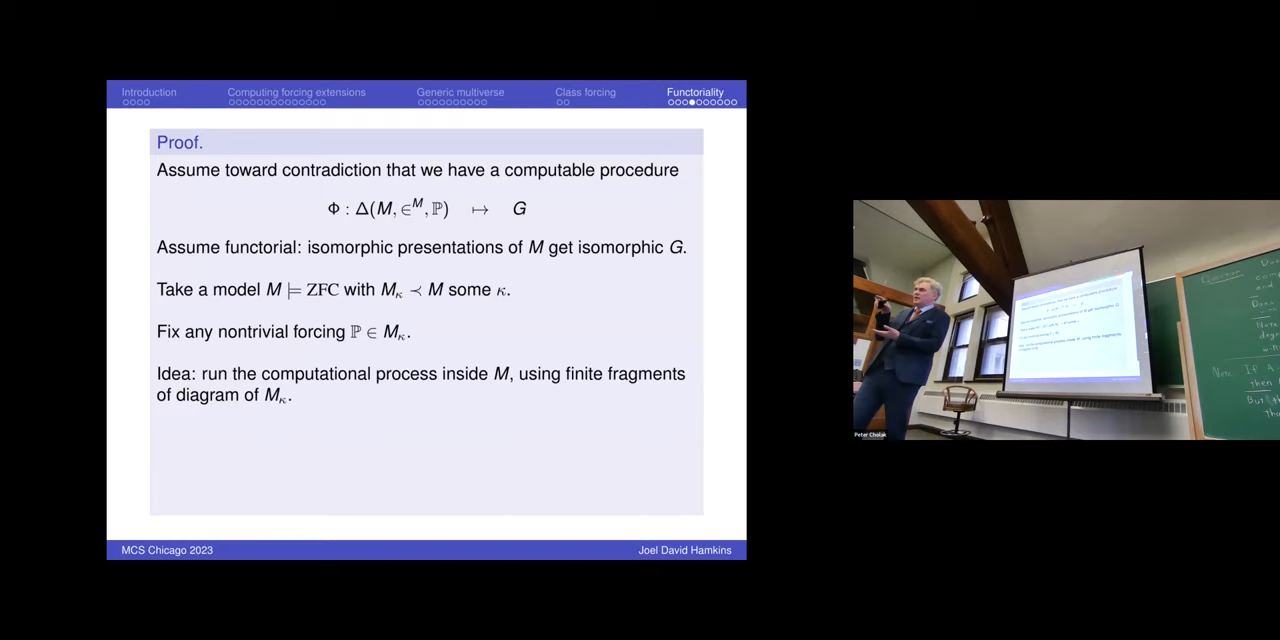 Introduction
Computing forcing extensions
Generic multiverse
Class forcing
Functoriality
Proof.
Assume toward contradiction that we have a computable procedure
Φ : Δ(M, ∈^M, ℙ) ↦ G
Assume functorial: isomorphic presentations of M get isomorphic G.
Take a model M ⊨ ZFC with M_κ ≺ M some κ.
Fix any nontrivial forcing ℙ ∈ M_κ.
Idea: run the computational process inside M, using finite fragments
of diagram of M_κ.
MCS Chicago 2023
Joel David Hamkins
Peter Cholak